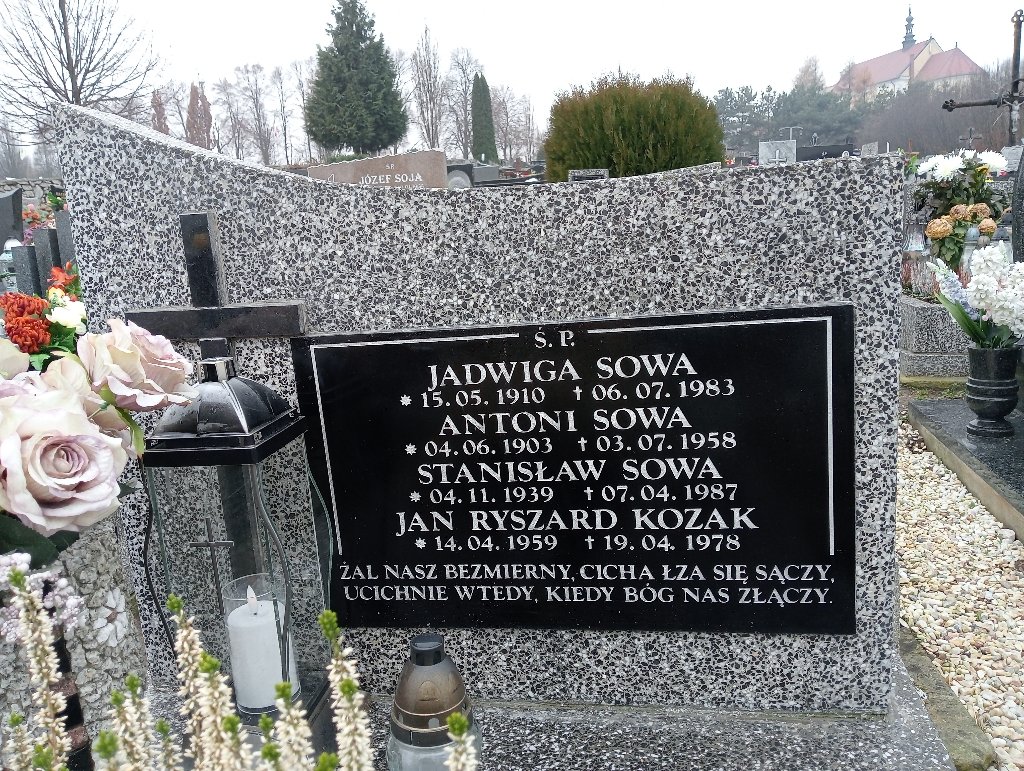 ŚP.
JÓZEF SOJA
Ś. P.
JADWIGA SOWA
* 15. 05. 1910 † 06. 07. 1983
ANTONI SOWA
* 04. 06. 1903 † 03. 07. 1958
STANISŁAW SOWA
* 04. 11. 1939 † 07. 04. 1987
JAN RYSZARD KOZAK
* 14. 04. 1959 † 19. 04. 1978
ŻAL NASZ BEZMIERNY, CICHA ŁZA SIĘ SĄCZY,
UCICHNIE WTEDY, KIEDY BÓG NAS ZŁĄCZY.